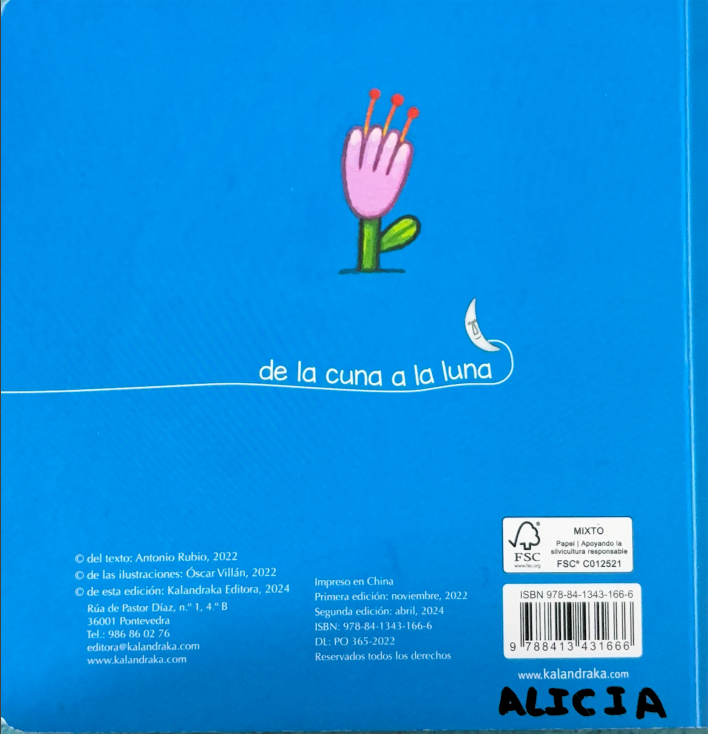 de la cuna a la luna
© del texto: Antonio Rubio, 2022
© de las ilustraciones: Óscar Villán, 2022
© de esta edición: Kalandraka Editora, 2024
Rúa de Pastor Díaz, n.º 1, 4.º B
36001 Pontevedra
Tel.: 986 86 02 76
editora@kalandraka.com
www.kalandraka.com
Impreso en China
Primera edición: noviembre, 2022
Segunda edición: abril, 2024
ISBN: 978-84-1343-166-6
DL: PO 365-2022
Reservados todos los derechos
FSC
www.fsc.org
MIXTO
Papel | Apoyando la
silvicultura responsable
FSC® C012521
ISBN 978-84-1343-166-6
9 788413 431666
www.kalandraka.com
ALICIA